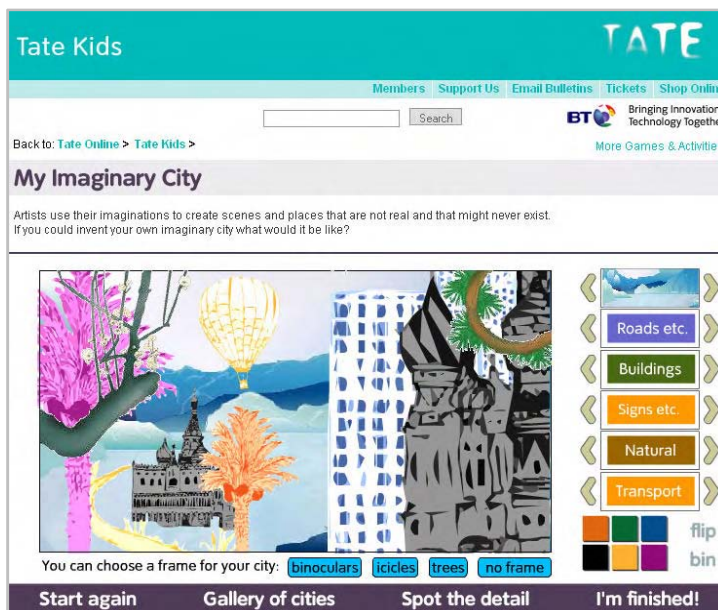 Tate Kids
TATE
Members Support Us Email Bulletins Tickets Shop
Search
BT
Bringing
Technology
Back to: Tate Online > Tate Kids >
More Games &
My Imaginary City
Artists use their imaginations to create scenes and places that are not real and that might never exist.
If you could invent your own imaginary city what would it be like?
Roads etc.
Buildings
Signs etc.
Natural
Transport
flip
bin
You can choose a frame for your city: binoculars icicles trees no frame
Start again Gallery of cities Spot the detail I'm finished!